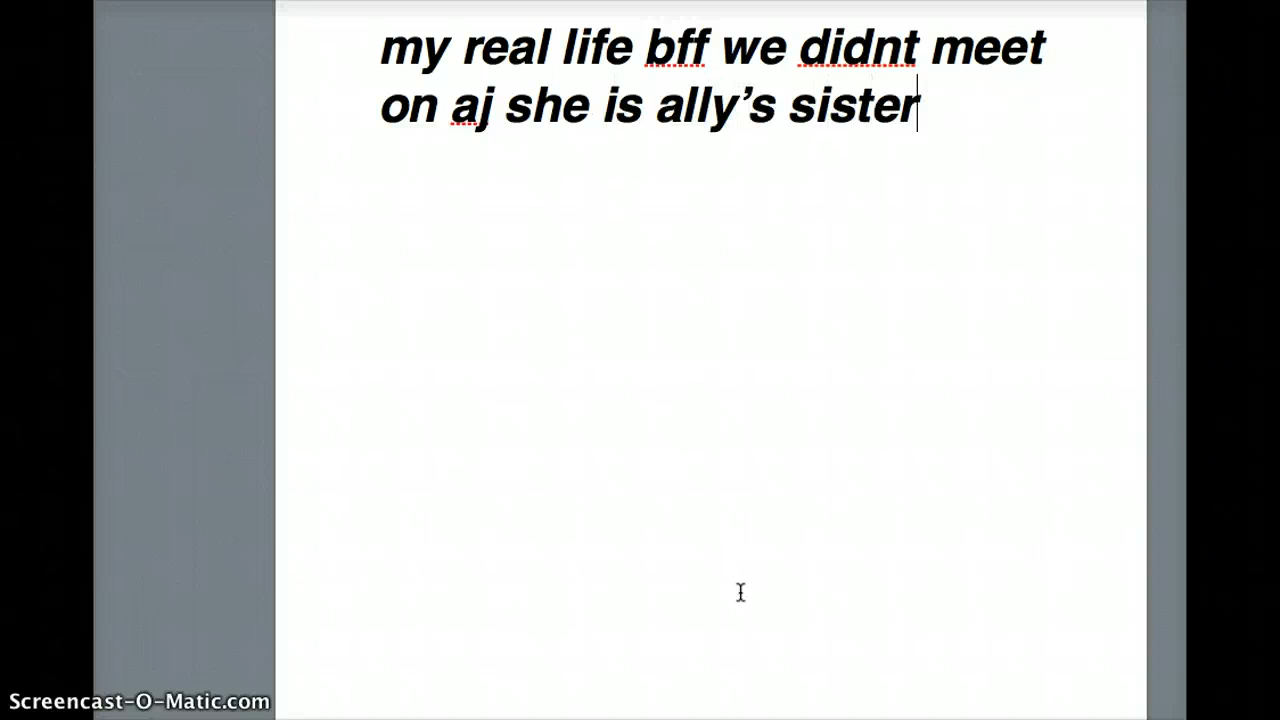 my real life bff we didnt meet
on aj she is ally’s sister
Screencast-O-Matic.com